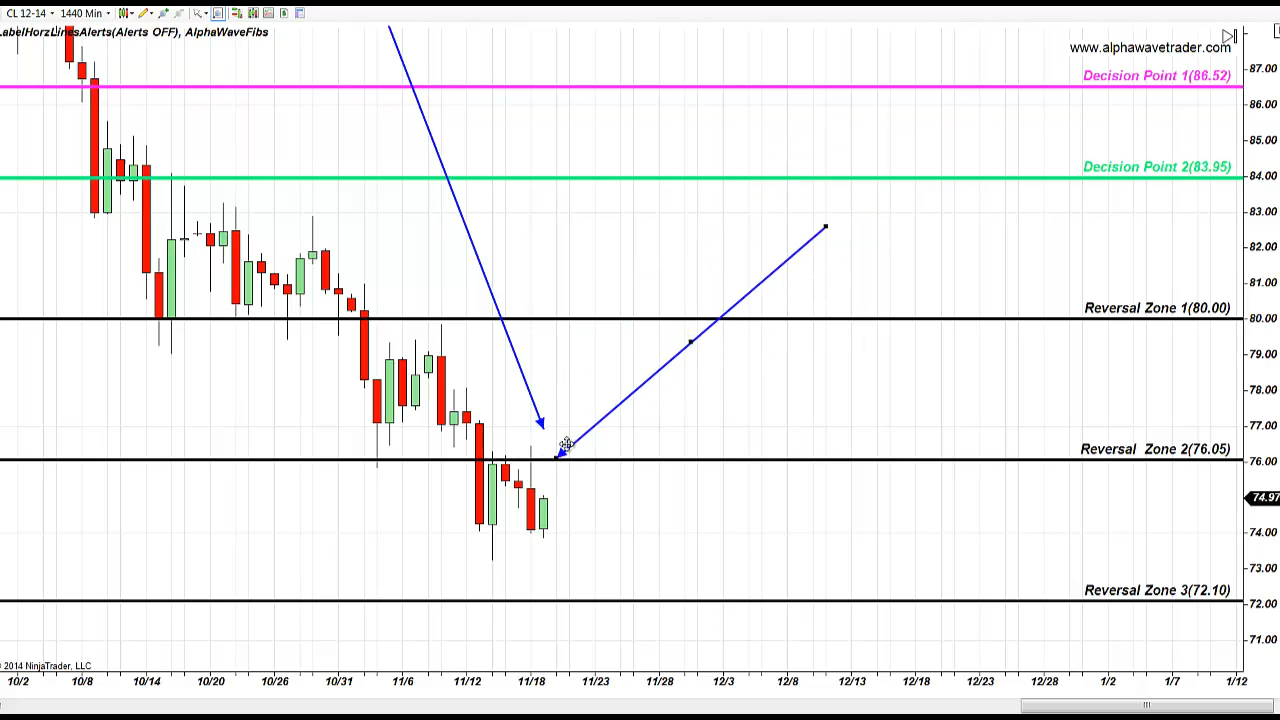 CL 12-14 1440 Min
LabelHorzLinesAlerts(Alerts OFF), AlphaWaveFibs
www.alphawavetrader.com
Decision Point 1(86.52)
Decision Point 2(83.95)
Reversal Zone 1(80.00)
Reversal Zone 2(76.05)
Reversal Zone 3(72.10)
87.00
86.00
85.00
84.00
83.00
82.00
81.00
80.00
79.00
78.00
77.00
76.00
74.97
74.00
73.00
72.00
71.00
© 2014 NinjaTrader, LLC
10/2 10/8 10/14 10/20 10/26 10/31 11/6 11/12 11/18 11/23 11/28 12/3 12/8 12/13 12/18 12/23 12/28 1/2 1/7 1/12